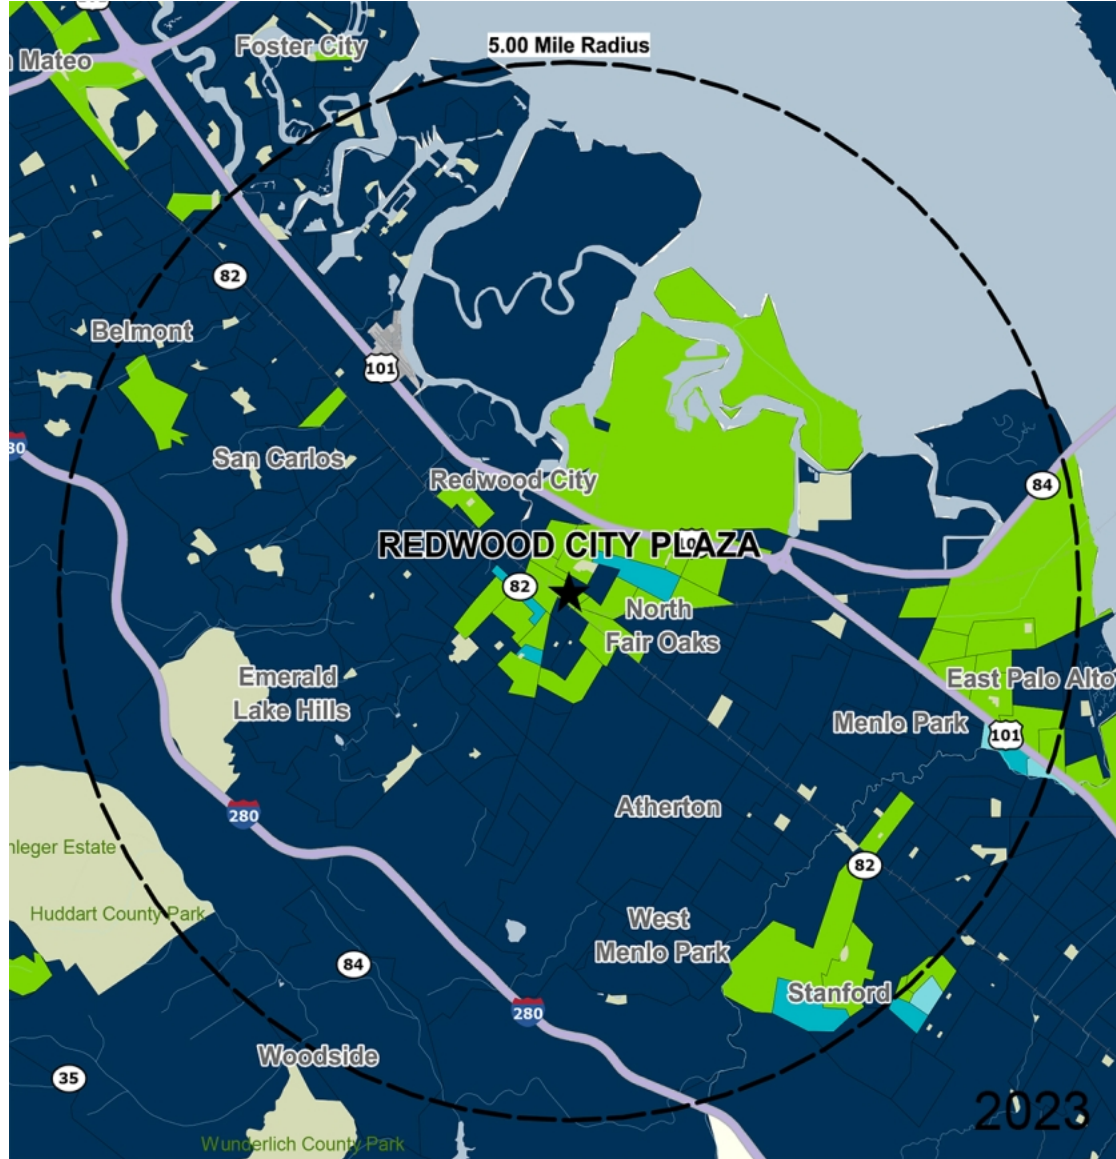 5.00 Mile Radius
Foster City
Mateo
82
Belmont
101
San Carlos
Redwood City
84
REDWOOD CITY PLAZA
82
North
Fair Oaks
Emerald
Lake Hills
East Palo Alto
Menlo Park
101
280
Atherton
82
nleger Estate
Huddart County Park
West
Menlo Park
84
Stanford
280
Woodside
35
2023
Wunderlich County Park